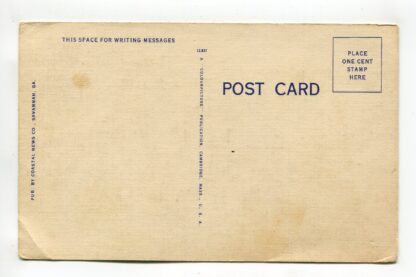 THIS SPACE FOR WRITING MESSAGES
PUB. BY COASTAL NEWS CO., SAVANNAH, GA.
A "COLOURPICTURE" PUBLICATION, CAMBRIDGE, MASS., U. S. A.
POST CARD
PLACE
ONE CENT
STAMP
HERE